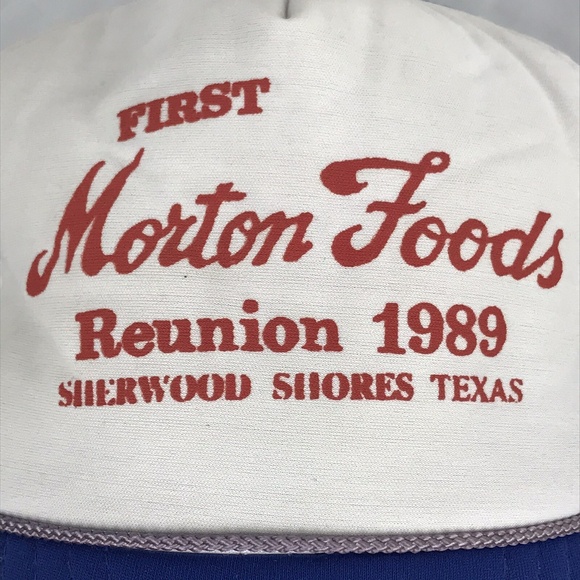 FIRST
Morton Foods
Reunion 1989
SHERWOOD SHORES TEXAS